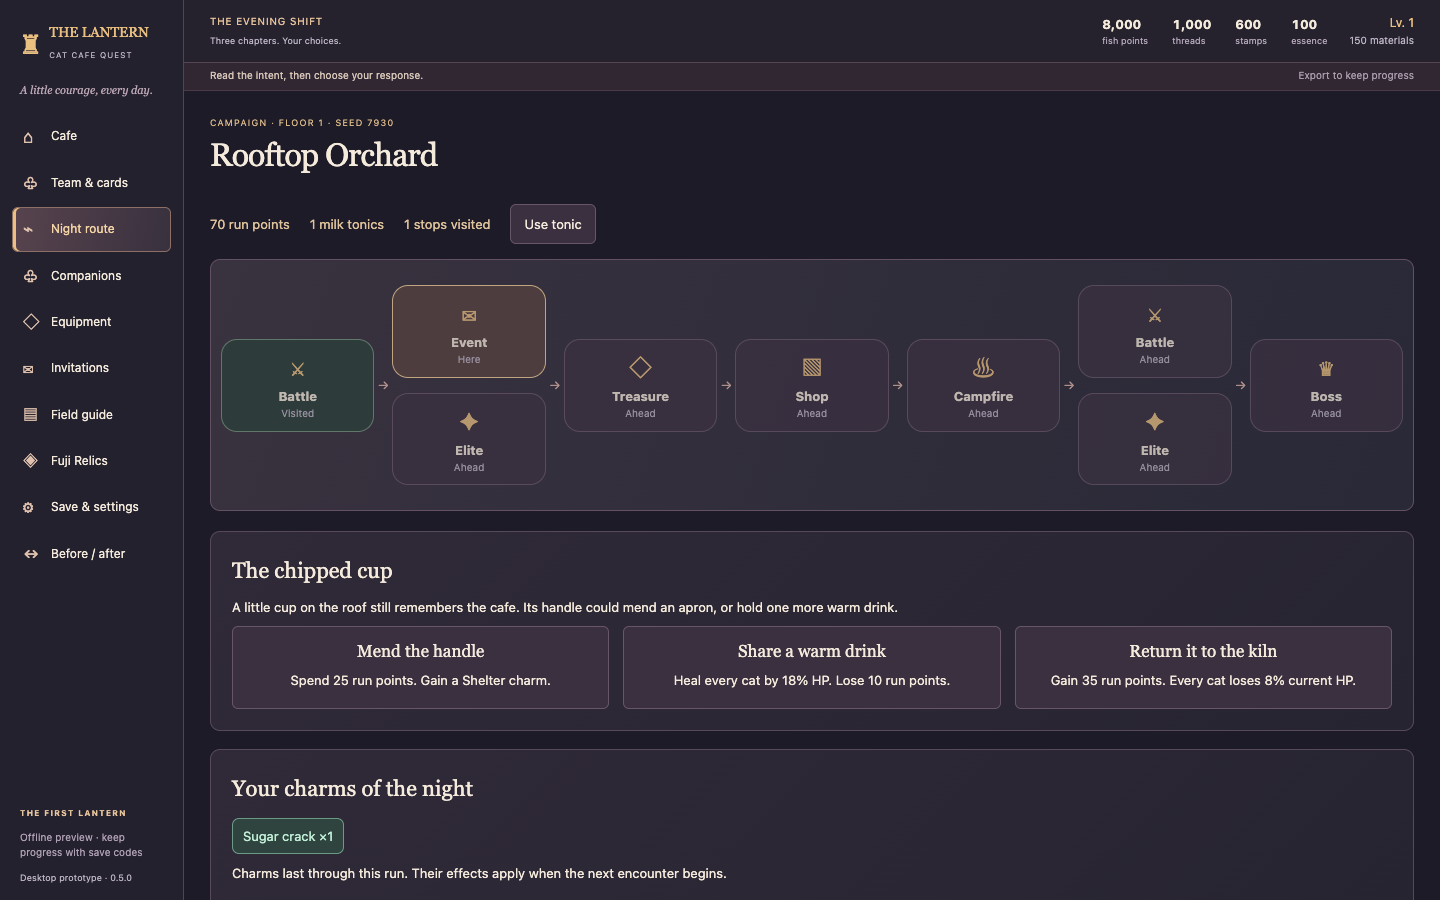 THE LANTERN
CAT CAFE QUEST
A little courage, every day.
Cafe
Team & cards
Night route
Companions
Equipment
Invitations
Field guide
Fuji Relics
Save & settings
Before / after
THE FIRST LANTERN
Offline preview · keep
progress with save codes
Desktop prototype · 0.5.0
THE EVENING SHIFT
Three chapters. Your choices.
8,000
fish points
1,000
threads
600
stamps
100
essence
Lv. 1
150 materials
Read the intent, then choose your response.
Export to keep progress
CAMPAIGN · FLOOR 1 · SEED 7930
Rooftop Orchard
70 run points
1 milk tonics
1 stops visited
Use tonic
Battle
Visited
Event
Here
Elite
Ahead
Treasure
Ahead
Shop
Ahead
Campfire
Ahead
Battle
Ahead
Elite
Ahead
Boss
Ahead
The chipped cup
A little cup on the roof still remembers the cafe. Its handle could mend an apron, or hold one more warm drink.
Mend the handle
Spend 25 run points. Gain a Shelter charm.
Share a warm drink
Heal every cat by 18% HP. Lose 10 run points.
Return it to the kiln
Gain 35 run points. Every cat loses 8% current HP.
Your charms of the night
Sugar crack ×1
Charms last through this run. Their effects apply when the next encounter begins.